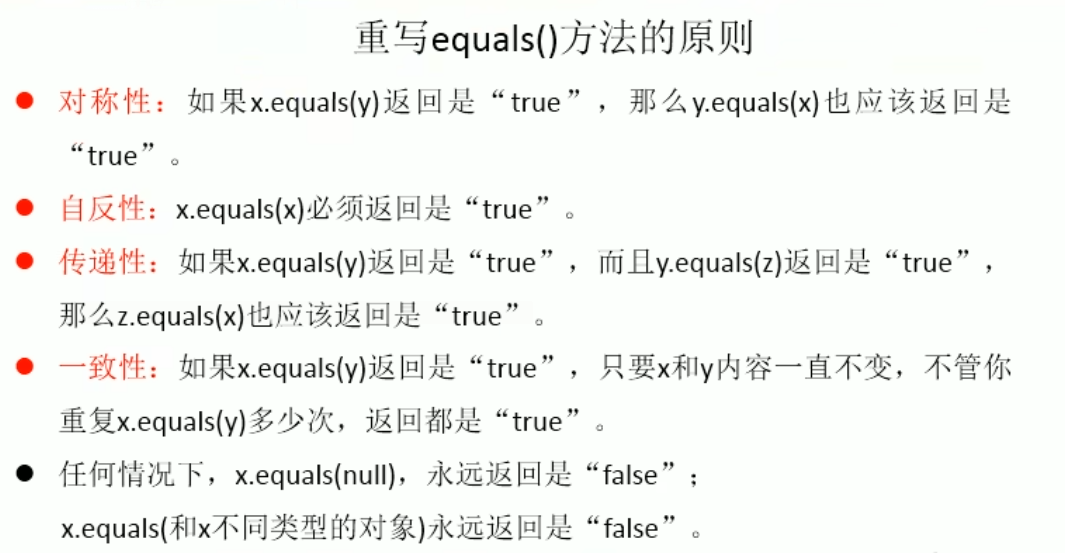 重写equals()方法的原则
● 对称性：如果x.equals(y)返回是“true”，那么y.equals(x)也应该返回是
“true”。
● 自反性：x.equals(x)必须返回是“true”。
● 传递性：如果x.equals(y)返回是“true”，而且y.equals(z)返回是“true”，
那么z.equals(x)也应该返回是“true”。
● 一致性：如果x.equals(y)返回是“true”，只要x和y内容一直不变，不管你
重复x.equals(y)多少次，返回都是“true”。
● 任何情况下，x.equals(null)，永远返回是“false”；
x.equals(和x不同类型的对象)永远返回是“false”。